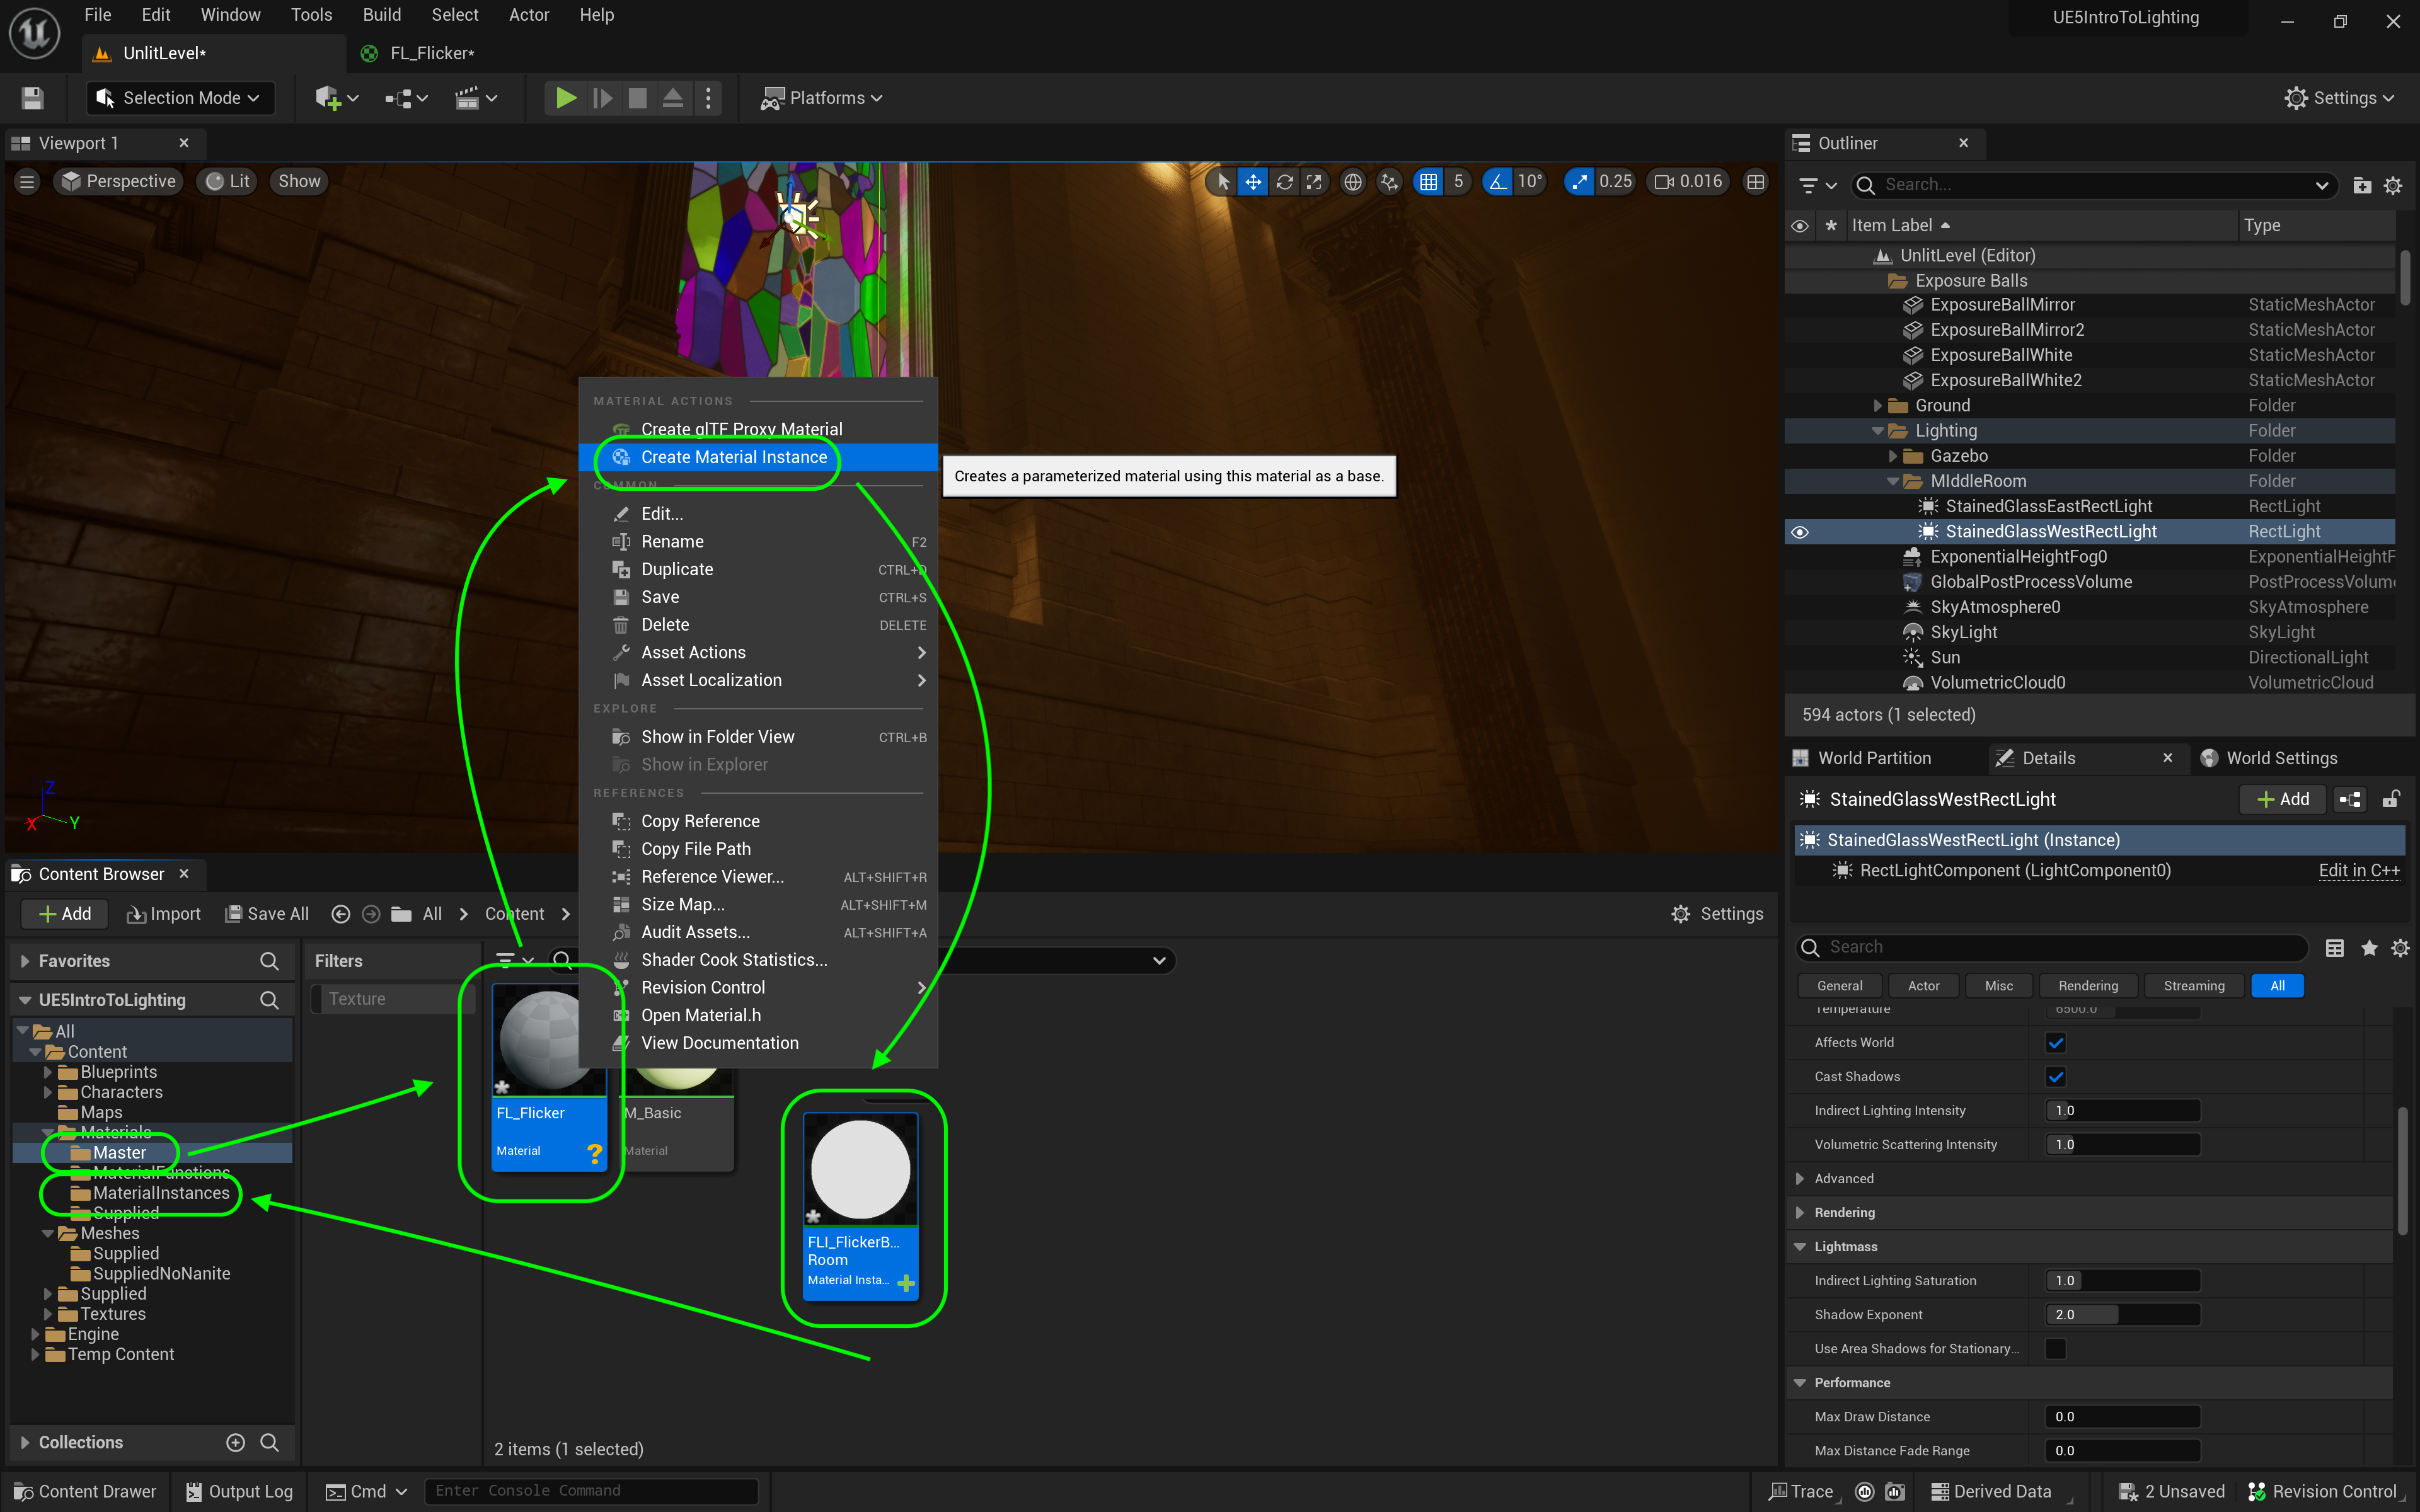 File Edit Window Tools Build Select Actor Help
UE5IntroToLighting
UnlitLevel*
FL_Flicker*
Selection Mode
Platforms
Settings
Viewport 1
Perspective Lit Show
5 10° 0.25 0.016
MATERIAL ACTIONS
Create glTF Proxy Material
Create Material Instance
Creates a parameterized material using this material as a base.
COMMON
Edit...
Rename F2
Duplicate CTRL+D
Save CTRL+S
Delete DELETE
Asset Actions
Asset Localization
EXPLORE
Show in Folder View CTRL+B
Show in Explorer
REFERENCES
Copy Reference
Copy File Path
Reference Viewer... ALT+SHIFT+R
Size Map... ALT+SHIFT+M
Audit Assets... ALT+SHIFT+A
Shader Cook Statistics...
Revision Control
Open Material.h
View Documentation
Z
X Y
Content Browser
Add Import Save All All Content
Settings
Favorites
UE5IntroToLighting
All
Content
Blueprints
Characters
Maps
Materials
Master
MaterialFunctions
MaterialInstances
Supplied
Meshes
Supplied
SuppliedNoNanite
Supplied
Textures
Engine
Temp Content
Collections
Filters
Texture
FL_Flicker
Material
?
M_Basic
Material
FLI_FlickerB...
Room
Material Insta...
2 items (1 selected)
Outliner
Search...
Item Label Type
UnlitLevel (Editor)
Exposure Balls
ExposureBallMirror StaticMeshActor
ExposureBallMirror2 StaticMeshActor
ExposureBallWhite StaticMeshActor
ExposureBallWhite2 StaticMeshActor
Ground Folder
Lighting Folder
Gazebo Folder
MIddleRoom Folder
StainedGlassEastRectLight RectLight
StainedGlassWestRectLight RectLight
ExponentialHeightFog0 ExponentialHeightF
GlobalPostProcessVolume PostProcessVolum
SkyAtmosphere0 SkyAtmosphere
SkyLight SkyLight
Sun DirectionalLight
VolumetricCloud0 VolumetricCloud
594 actors (1 selected)
World Partition Details World Settings
StainedGlassWestRectLight Add
StainedGlassWestRectLight (Instance)
RectLightComponent (LightComponent0) Edit in C++
Search
General Actor Misc Rendering Streaming All
Temperature 6500.0
Affects World
Cast Shadows
Indirect Lighting Intensity 1.0
Volumetric Scattering Intensity 1.0
Advanced
Rendering
Lightmass
Indirect Lighting Saturation 1.0
Shadow Exponent 2.0
Use Area Shadows for Stationary...
Performance
Max Draw Distance 0.0
Max Distance Fade Range 0.0
Content Drawer Output Log Cmd Enter Console Command
Trace Derived Data 2 Unsaved Revision Control